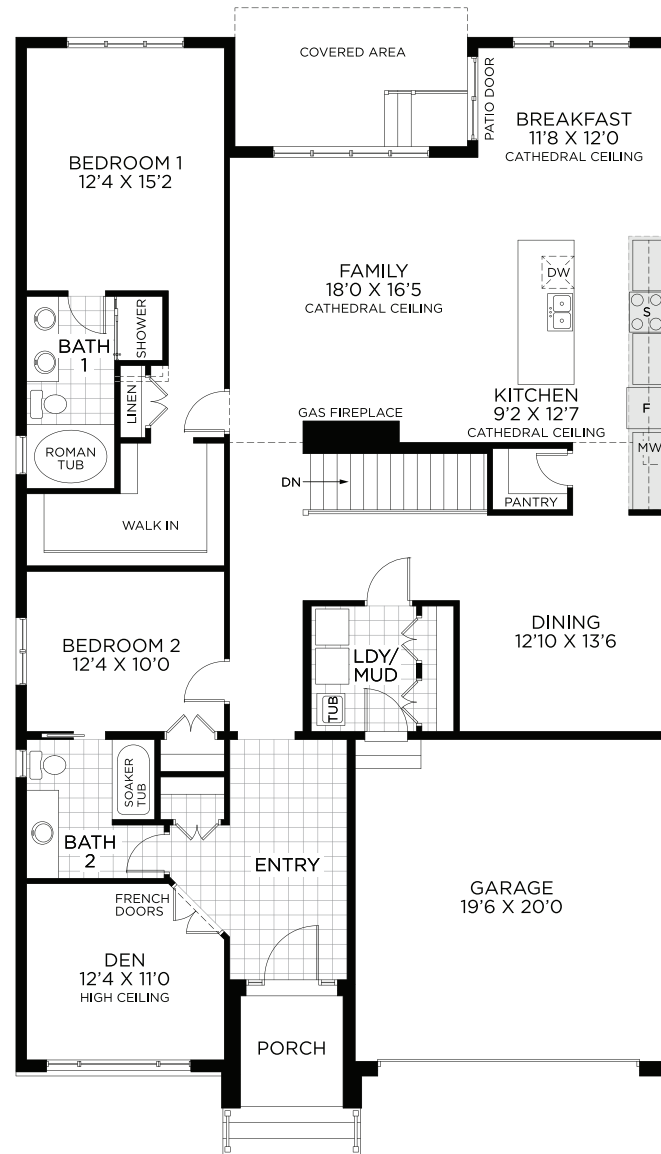 COVERED AREA
PATIO DOOR
BREAKFAST
11'8 X 12'0
CATHEDRAL CEILING
BEDROOM 1
12'4 X 15'2
FAMILY
18'0 X 16'5
CATHEDRAL CEILING
DW
S
SHOWER
BATH
1
LINEN
KITCHEN
9'2 X 12'7
CATHEDRAL CEILING
F
MW
GAS FIREPLACE
ROMAN
TUB
DN
PANTRY
WALK IN
BEDROOM 2
12'4 X 10'0
LDY/
MUD
TUB
DINING
12'10 X 13'6
SOAKER
TUB
BATH
2
ENTRY
FRENCH
DOORS
GARAGE
19'6 X 20'0
DEN
12'4 X 11'0
HIGH CEILING
PORCH